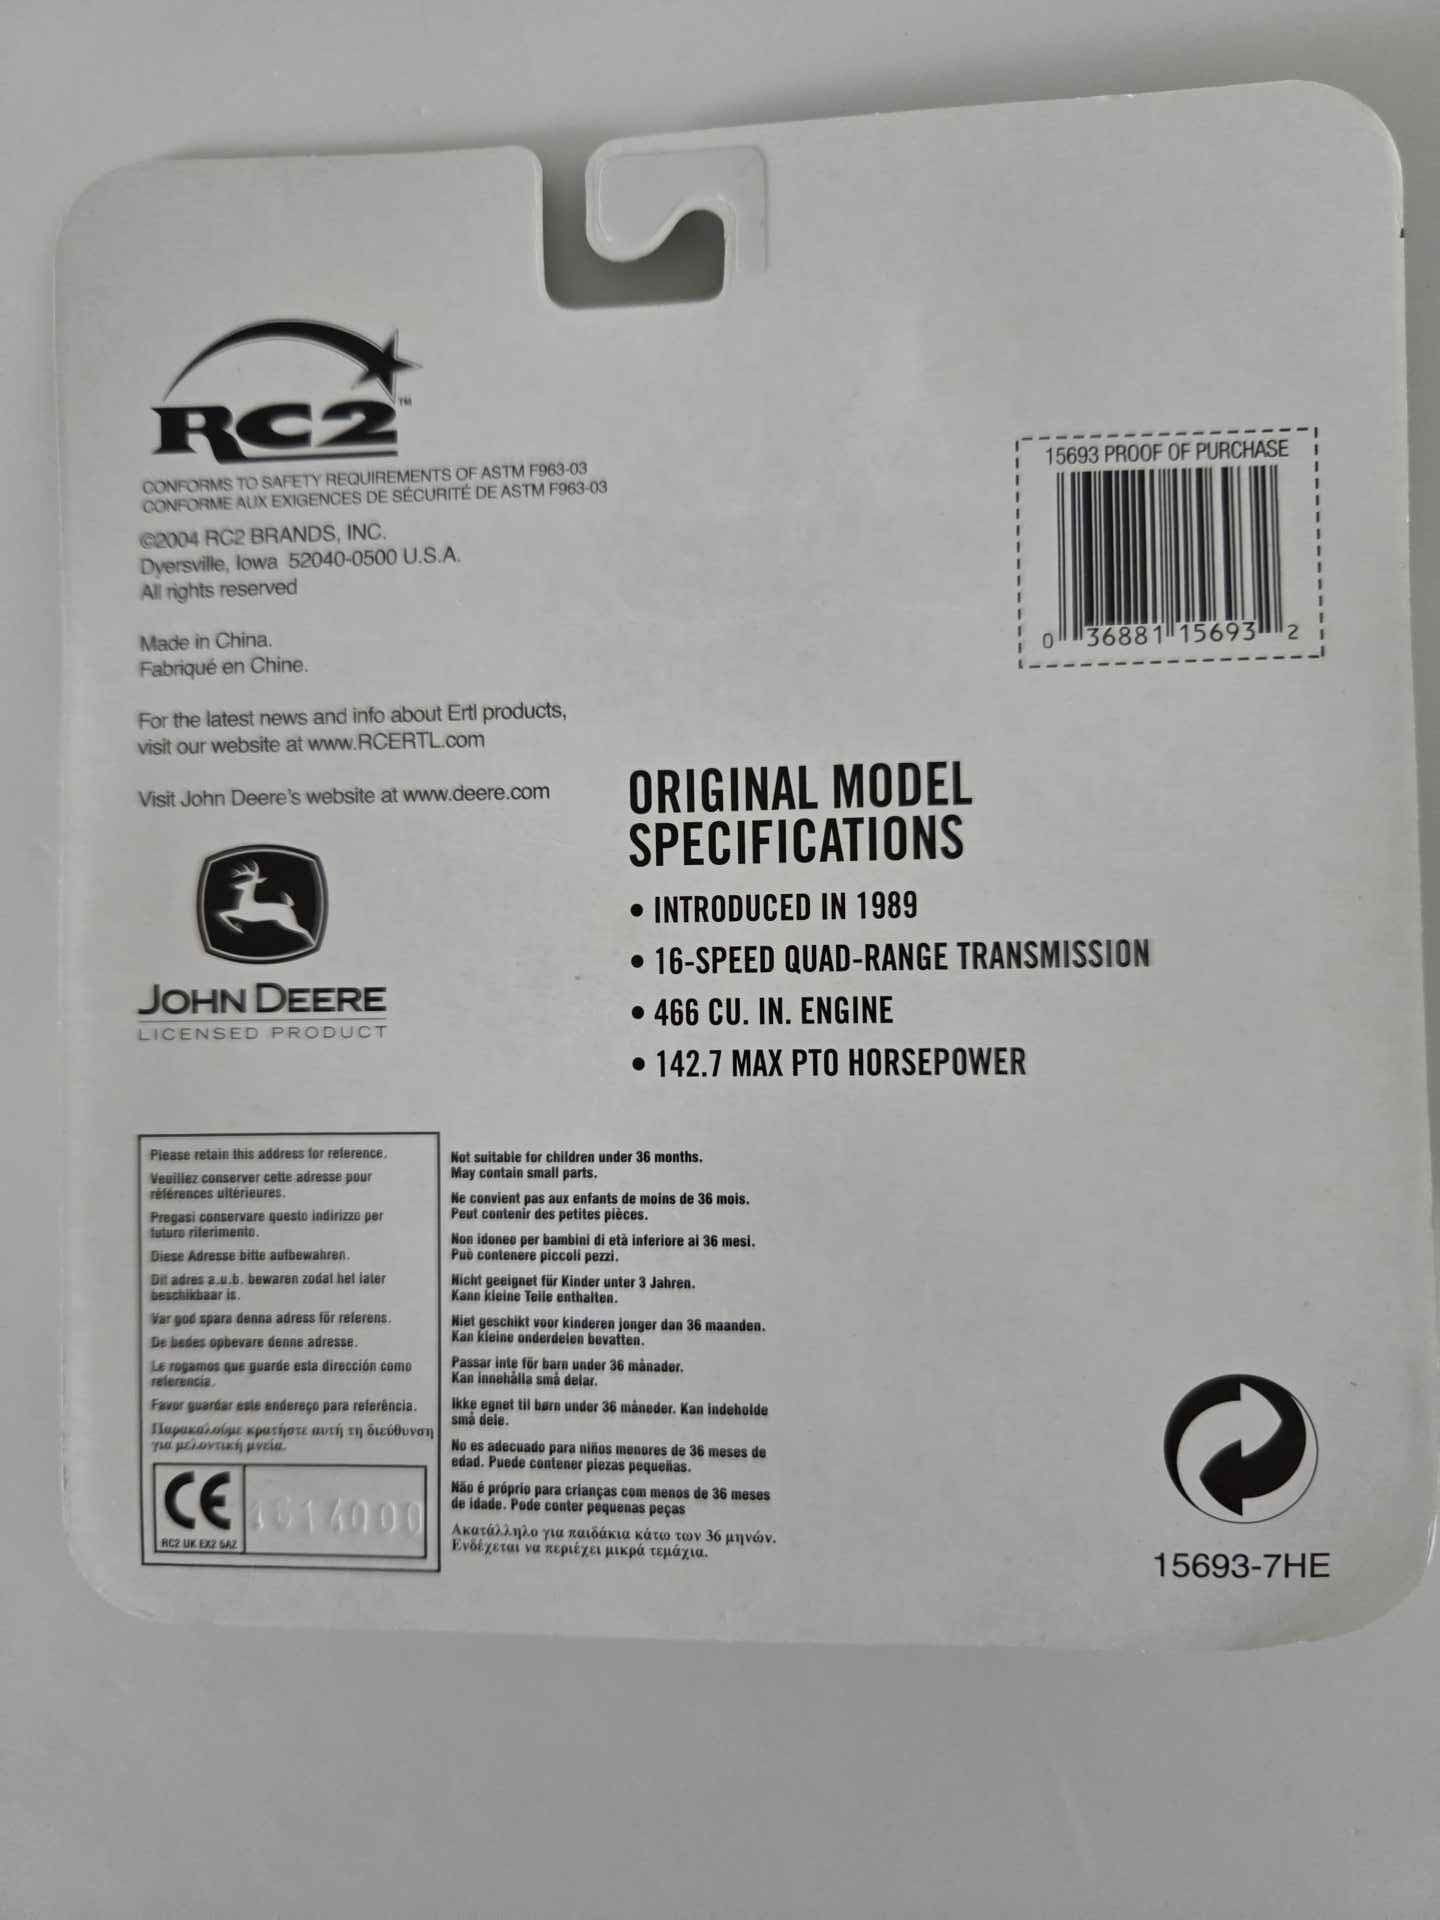 RC2™
CONFORMS TO SAFETY REQUIREMENTS OF ASTM F963-03
CONFORME AUX EXIGENCES DE SÉCURITÉ DE ASTM F963-03
©2004 RC2 BRANDS, INC.
Dyersville, Iowa 52040-0500 U.S.A.
All rights reserved
Made in China.
Fabriqué en Chine.
For the latest news and info about Ertl products,
visit our website at www.RCERTL.com
Visit John Deere's website at www.deere.com
JOHN DEERE
LICENSED PRODUCT
15693 PROOF OF PURCHASE
0 36881 15693 2
ORIGINAL MODEL
SPECIFICATIONS
• INTRODUCED IN 1989
• 16-SPEED QUAD-RANGE TRANSMISSION
• 466 CU. IN. ENGINE
• 142.7 MAX PTO HORSEPOWER
Please retain this address for reference.
Veuillez conserver cette adresse pour
références ultérieures.
Pregasi conservare questo indirizzo per
futuro riferimento.
Diese Adresse bitte aufbewahren.
Dit adres a.u.b. bewaren zodat het later
beschikbaar is.
Var god spara denna adress för referens.
De bedes opbevare denne adresse.
Le rogamos que guarde esta dirección como
referencia.
Favor guardar este endereço para referência.
Παρακαλούμε κρατήστε αυτή τη διεύθυνση
για μελοντική μνεία.
CE
RC2 UK EX2 5AZ
Not suitable for children under 36 months.
May contain small parts.
Ne convient pas aux enfants de moins de 36 mois.
Peut contenir des petites pièces.
Non idoneo per bambini di età inferiore ai 36 mesi.
Può contenere piccoli pezzi.
Nicht geeignet für Kinder unter 3 Jahren.
Kann kleine Teile enthalten.
Niet geschikt voor kinderen jonger dan 36 maanden.
Kan kleine onderdelen bevatten.
Passar inte för barn under 36 månader.
Kan innehålla små delar.
Ikke egnet til børn under 36 måneder. Kan indeholde
små dele.
No es adecuado para niños menores de 36 meses de
edad. Puede contener piezas pequeñas.
Não é próprio para crianças com menos de 36 meses
de idade. Pode conter pequenas peças
Ακατάλληλο για παιδάκια κάτω των 36 μηνών.
Ενδέχεται να περιέχει μικρά τεμάχια.
15693-7HE